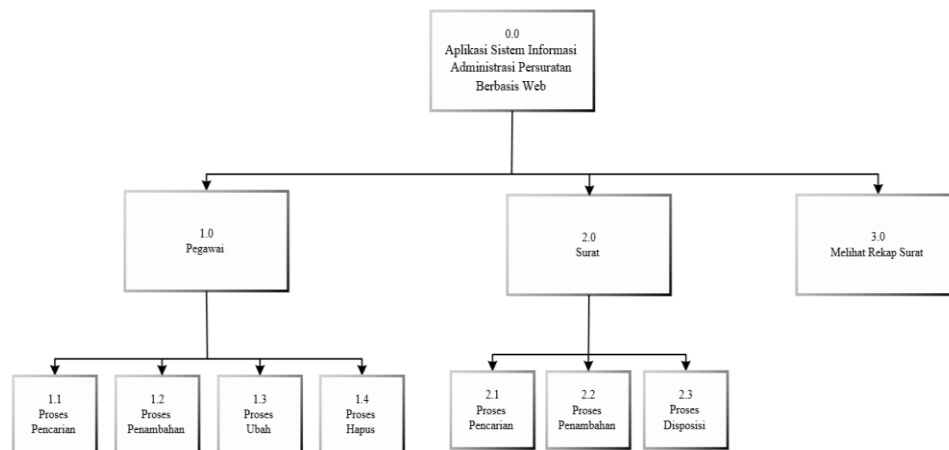 0.0
Aplikasi Sistem Informasi
Administrasi Persuratan
Berbasis Web
1.0
Pegawai
2.0
Surat
3.0
Melihat Rekap Surat
1.1
Proses
Pencarian
1.2
Proses
Penambahan
1.3
Proses
Ubah
1.4
Proses
Hapus
2.1
Proses
Pencarian
2.2
Proses
Penambahan
2.3
Proses
Disposisi